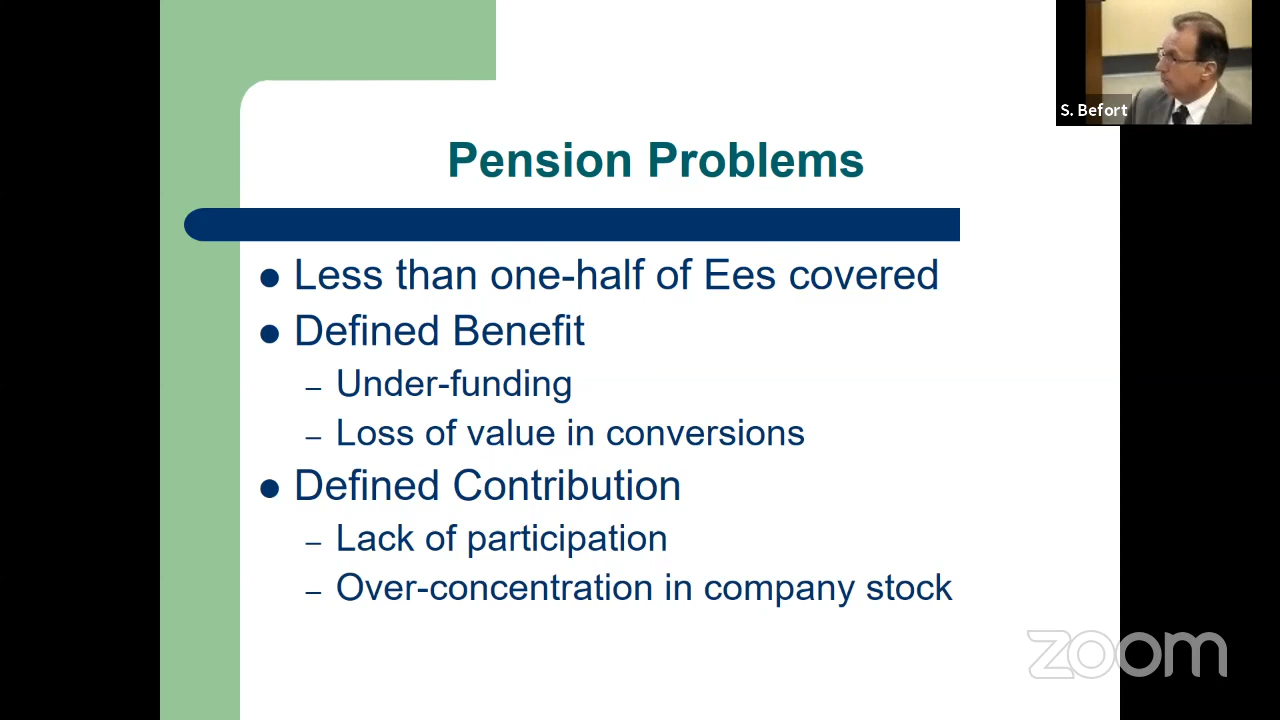 S. Befort
Pension Problems
● Less than one-half of Ees covered
● Defined Benefit
– Under-funding
– Loss of value in conversions
● Defined Contribution
– Lack of participation
– Over-concentration in company stock
zoom